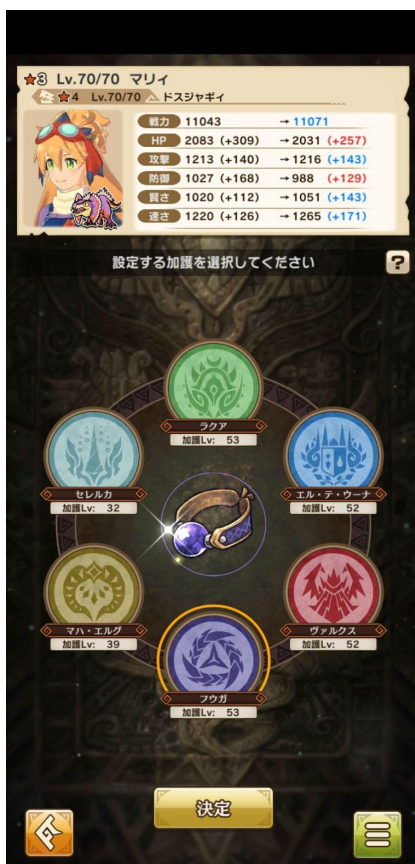 ★3 Lv.70/70 マリィ
★4 Lv.70/70 ドスジャギィ
戦力 11043 →11071
HP 2083 (+309) →2031 (+257)
攻撃 1213 (+140) →1216 (+143)
防御 1027 (+168) →988 (+129)
賢さ 1020 (+112) →1051 (+143)
速さ 1220 (+126) →1265 (+171)
設定する加護を選択してください
?
ラクア
加護Lv: 53
セレルカ
加護Lv: 32
エル・テ・ウーナ
加護Lv: 52
マハ・エルグ
加護Lv: 39
ヴァルクス
加護Lv: 52
フウガ
加護Lv: 53
決定